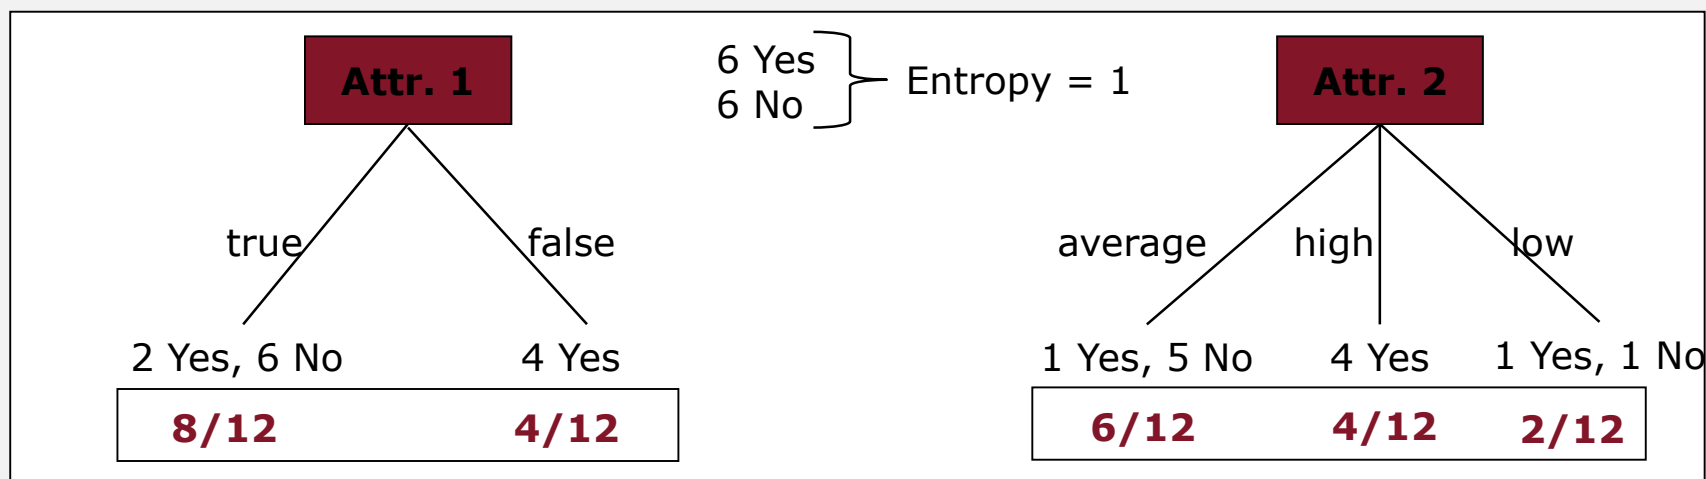 Attr. 1
6 Yes
6 No
Entropy = 1
Attr. 2
true
false
average
high
low
2 Yes, 6 No
4 Yes
1 Yes, 5 No
4 Yes
1 Yes, 1 No
8/12
4/12
6/12
4/12
2/12